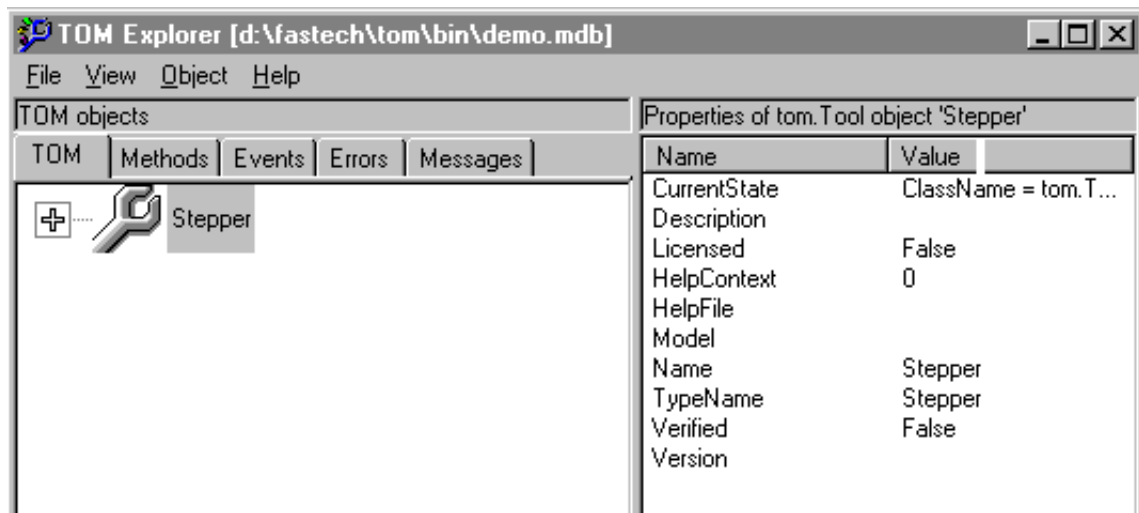 TOM Explorer [d:\fastech\tom\bin\demo.mdb]
File View Object Help
TOM objects
TOM Methods Events Errors Messages
Stepper
Properties of tom.Tool object 'Stepper'
Name Value
CurrentState ClassName = tom.T...
Description
Licensed False
HelpContext 0
HelpFile
Model
Name Stepper
TypeName Stepper
Verified False
Version